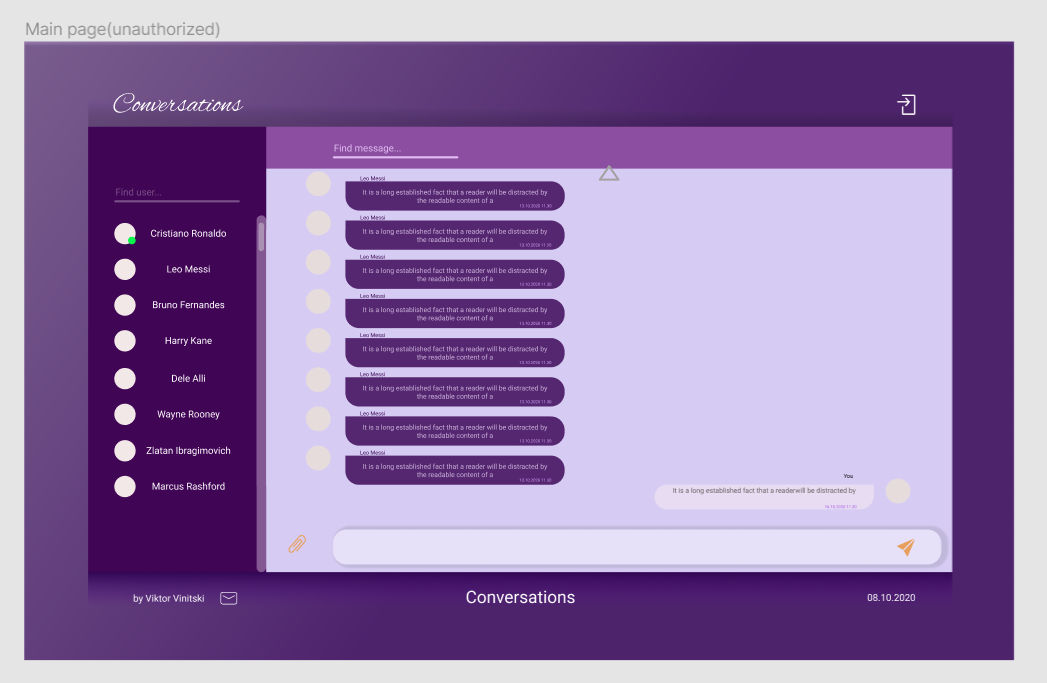 Main page(unauthorized)
Conversations
Find message...
Find user...
Cristiano Ronaldo
Leo Messi
Bruno Fernandes
Harry Kane
Dele Alli
Wayne Rooney
Zlatan Ibragimovich
Marcus Rashford
Leo Messi
It is a long established fact that a reader will be distracted by
the readable content of a
13.10.2020 11:30
Leo Messi
It is a long established fact that a reader will be distracted by
the readable content of a
13.10.2020 11:30
Leo Messi
It is a long established fact that a reader will be distracted by
the readable content of a
13.10.2020 11:30
Leo Messi
It is a long established fact that a reader will be distracted by
the readable content of a
13.10.2020 11:30
Leo Messi
It is a long established fact that a reader will be distracted by
the readable content of a
13.10.2020 11:30
Leo Messi
It is a long established fact that a reader will be distracted by
the readable content of a
13.10.2020 11:30
Leo Messi
It is a long established fact that a reader will be distracted by
the readable content of a
13.10.2020 11:30
Leo Messi
It is a long established fact that a reader will be distracted by
the readable content of a
13.10.2020 11:30
You
It is a long established fact that a readerwill be distracted by
by Viktor Vinitski
Conversations
08.10.2020